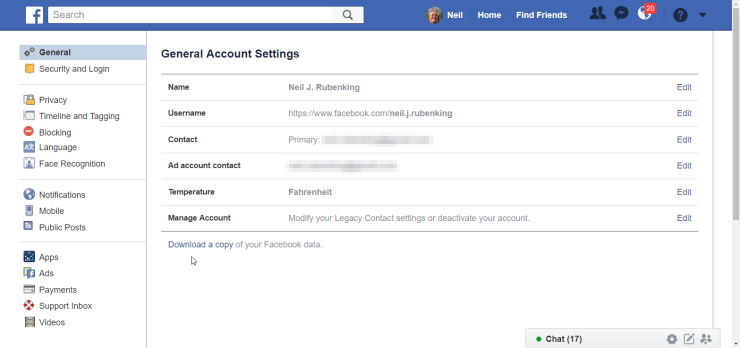 f Search Neil Home Find Friends 20 ?
General
Security and Login
Privacy
Timeline and Tagging
Blocking
Language
Face Recognition
Notifications
Mobile
Public Posts
Apps
Ads
Payments
Support Inbox
Videos
General Account Settings
Name Neil J. Rubenking Edit
Username https://www.facebook.com/neil.j.rubenking Edit
Contact Primary: Edit
Ad account contact Edit
Temperature Fahrenheit Edit
Manage Account Modify your Legacy Contact settings or deactivate your account. Edit
Download a copy of your Facebook data.
Chat (17)